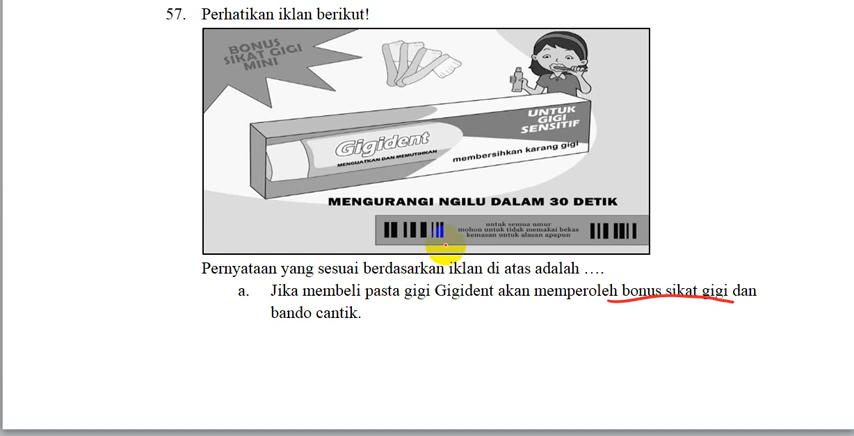 57. Perhatikan iklan berikut!
BONUS
SIKAT GIGI
MINI
UNTUK
GIGI
SENSITIF
Gigident
MENGUATKAN DAN MEMUTIHKAN
membersihkan karang gigi
MENGURANGI NGILU DALAM 30 DETIK
untuk semua umur
mohon untuk tidak memakai bekas
kemasan untuk alasan apapun
Pernyataan yang sesuai berdasarkan iklan di atas adalah ….
a. Jika membeli pasta gigi Gigident akan memperoleh bonus sikat gigi dan
bando cantik.